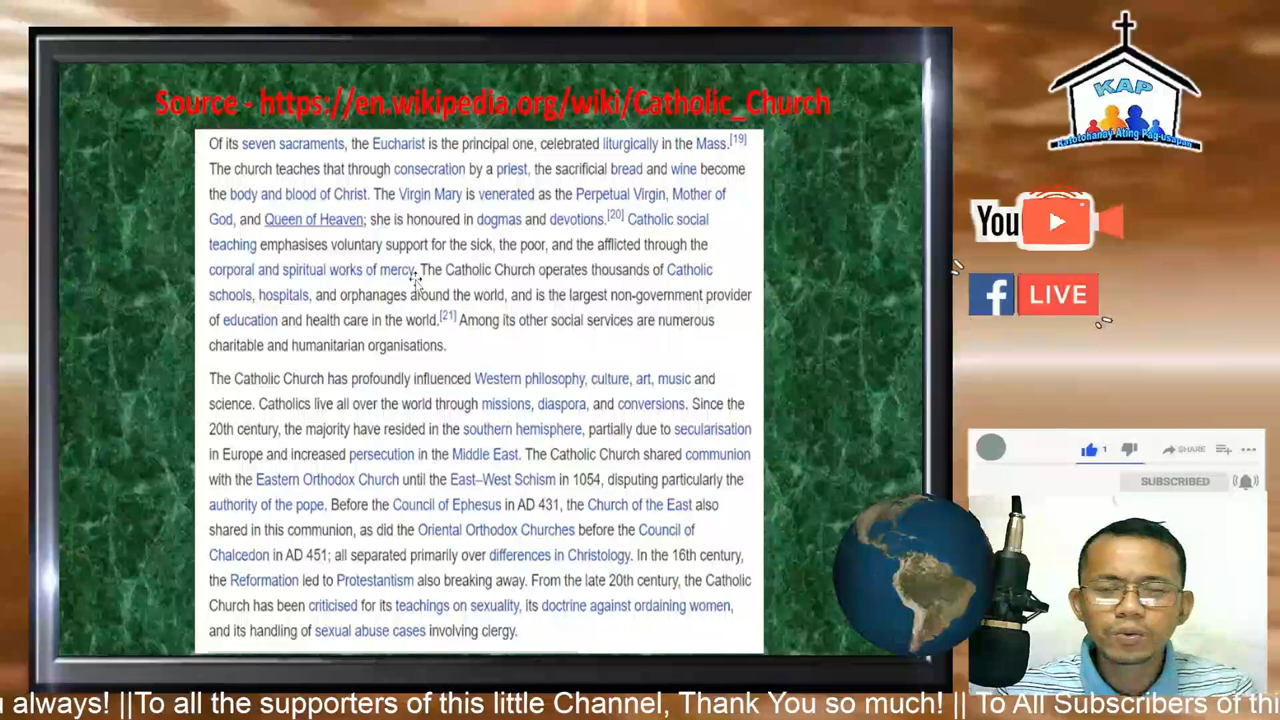 Source - https://en.wikipedia.org/wiki/Catholic_Church
Of its seven sacraments, the Eucharist is the principal one, celebrated liturgically in the Mass.[19]
The church teaches that through consecration by a priest, the sacrificial bread and wine become
the body and blood of Christ. The Virgin Mary is venerated as the Perpetual Virgin, Mother of
God, and Queen of Heaven; she is honoured in dogmas and devotions.[20] Catholic social
teaching emphasises voluntary support for the sick, the poor, and the afflicted through the
corporal and spiritual works of mercy. The Catholic Church operates thousands of Catholic
schools, hospitals, and orphanages around the world, and is the largest non-government provider
of education and health care in the world.[21] Among its other social services are numerous
charitable and humanitarian organisations.
The Catholic Church has profoundly influenced Western philosophy, culture, art, music and
science. Catholics live all over the world through missions, diaspora, and conversions. Since the
20th century, the majority have resided in the southern hemisphere, partially due to secularisation
in Europe and increased persecution in the Middle East. The Catholic Church shared communion
with the Eastern Orthodox Church until the East–West Schism in 1054, disputing particularly the
authority of the pope. Before the Council of Ephesus in AD 431, the Church of the East also
shared in this communion, as did the Oriental Orthodox Churches before the Council of
Chalcedon in AD 451; all separated primarily over differences in Christology. In the 16th century,
the Reformation led to Protestantism also breaking away. From the late 20th century, the Catholic
Church has been criticised for its teachings on sexuality, its doctrine against ordaining women,
and its handling of sexual abuse cases involving clergy.
KAP
Katotohanay Ating Pag-usapan
You
f LIVE
1 SHARE
SUBSCRIBED
u always! ||To all the supporters of this little Channel, Thank You so much! || To All Subscribers of thi